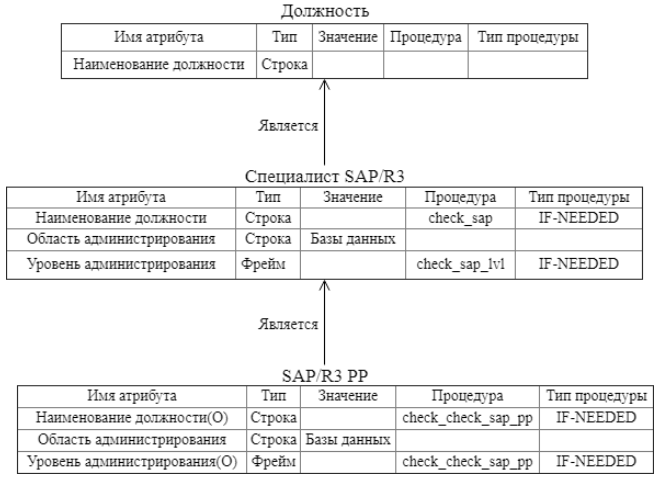 Должность
Имя атрибута Тип Значение Процедура Тип процедуры
Наименование должности Строка
Является
Специалист SAP/R3
Имя атрибута Тип Значение Процедура Тип процедуры
Наименование должности Строка check_sap IF-NEEDED
Область администрирования Строка Базы данных
Уровень администрирования Фрейм check_sap_lvl IF-NEEDED
Является
SAP/R3 PP
Имя атрибута Тип Значение Процедура Тип процедуры
Наименование должности(О) Строка check_check_sap_pp IF-NEEDED
Область администрирования Строка Базы данных
Уровень администрирования(О) Фрейм check_check_sap_pp IF-NEEDED